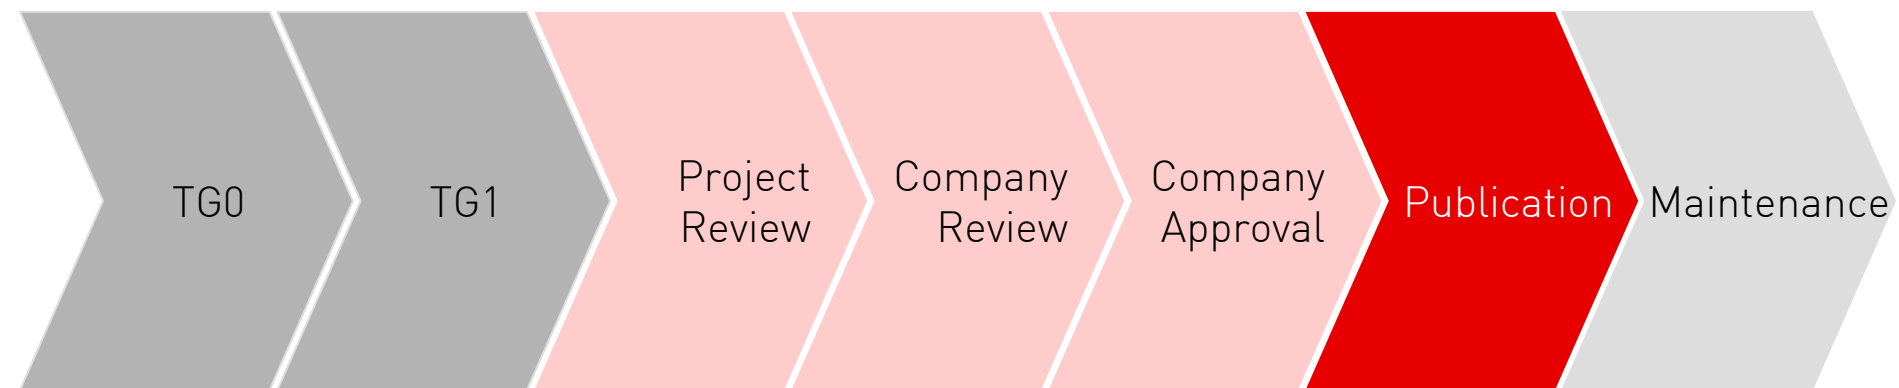 TG0
TG1
Project
Review
Company
Review
Company
Approval
Publication
Maintenance